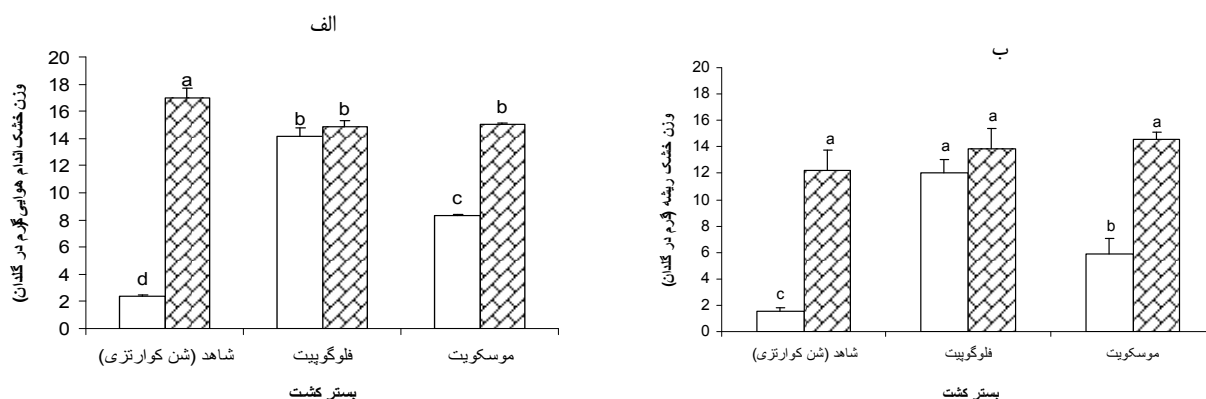 الف
وزن خشک اندام هوایی (گرم در گلدان)
20
18
16
14
12
10
8
6
4
2
0
d
a
b
b
c
b
شاهد (شن کوارتزی)
فلوگوپیت
موسکویت
بستر کشت
ب
وزن خشک ریشه (گرم در گلدان)
20
18
16
14
12
10
8
6
4
2
0
c
a
a
a
b
a
شاهد (شن کوارتزی)
فلوگوپیت
موسکویت
بستر کشت